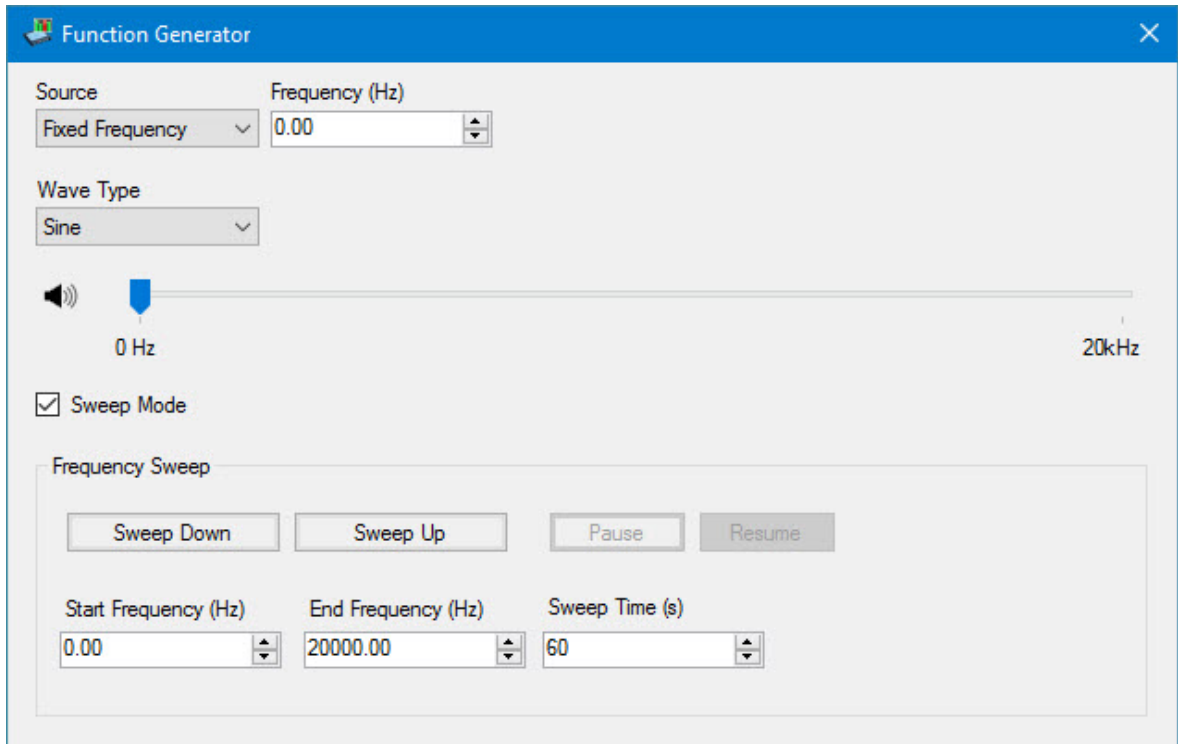 Function Generator
Source Frequency (Hz)
Fixed Frequency 0.00
Wave Type
Sine
0 Hz 20kHz
Sweep Mode
Frequency Sweep
Sweep Down Sweep Up Pause Resume
Start Frequency (Hz) End Frequency (Hz) Sweep Time (s)
0.00 20000.00 60